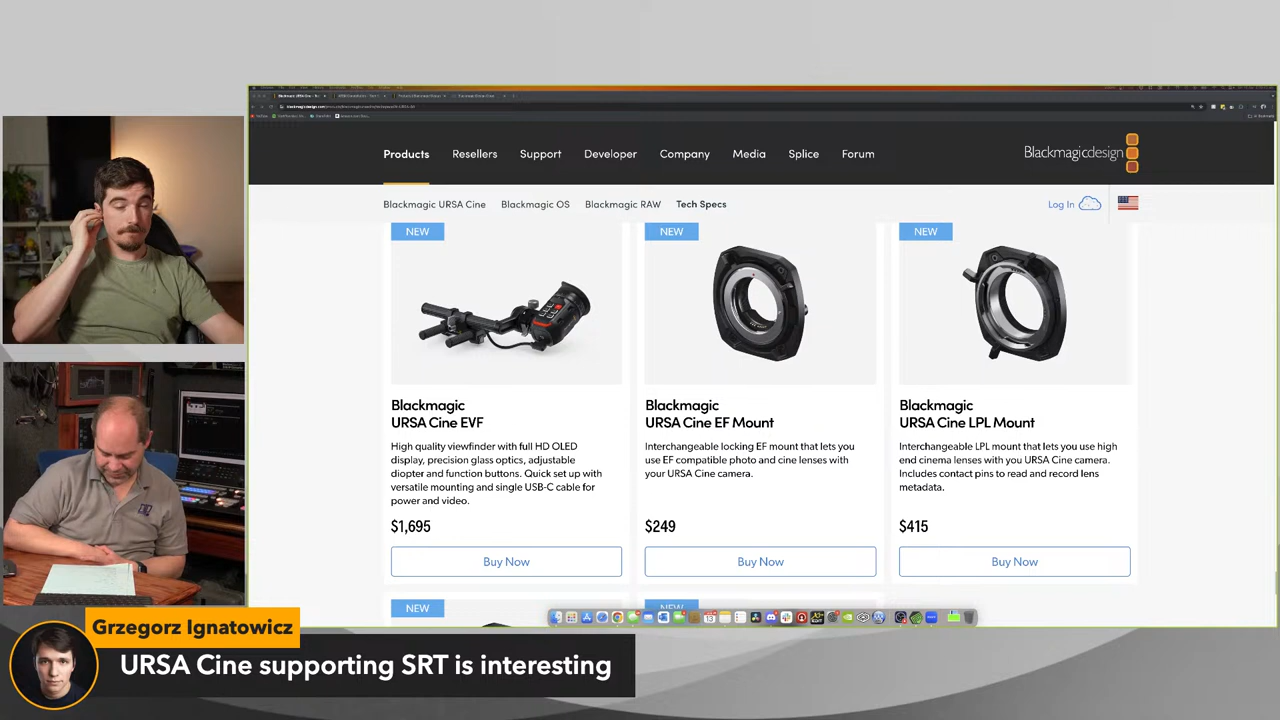 Products
Resellers
Support
Developer
Company
Media
Splice
Forum
Blackmagicdesign
Blackmagic URSA Cine
Blackmagic OS
Blackmagic RAW
Tech Specs
Log In
NEW
NEW
NEW
Blackmagic
URSA Cine EVF
High quality viewfinder with full HD OLED
display, precision glass optics, adjustable
diopter and function buttons. Quick set up with
versatile mounting and single USB-C cable for
power and video.
$1,695
Buy Now
Blackmagic
URSA Cine EF Mount
Interchangeable locking EF mount that lets you
use EF compatible photo and cine lenses with
your URSA Cine camera.
$249
Buy Now
Blackmagic
URSA Cine LPL Mount
Interchangeable LPL mount that lets you use high
end cinema lenses with you URSA Cine camera.
Includes contact pins to read and record lens
metadata.
$415
Buy Now
NEW
NEW
Grzegorz Ignatowicz
URSA Cine supporting SRT is interesting